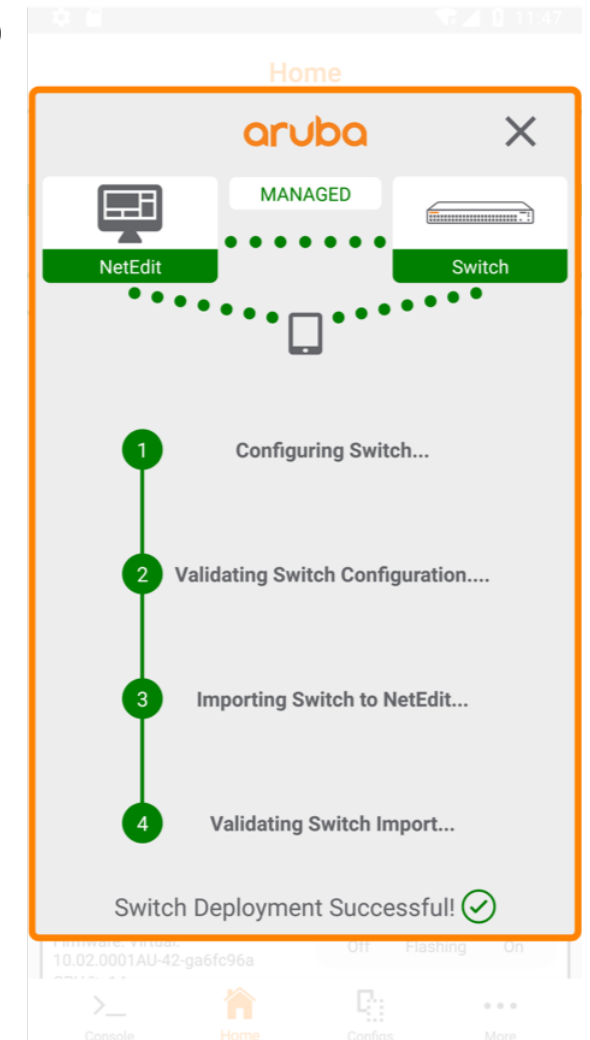 11:47
Home
aruba
MANAGED
NetEdit
Switch
1 Configuring Switch...
2 Validating Switch Configuration....
3 Importing Switch to NetEdit...
4 Validating Switch Import...
Switch Deployment Successful!
Firmware: Virtual.
10.02.0001AU-42-ga6fc96a
Off Flashing On
Console Home Configs More